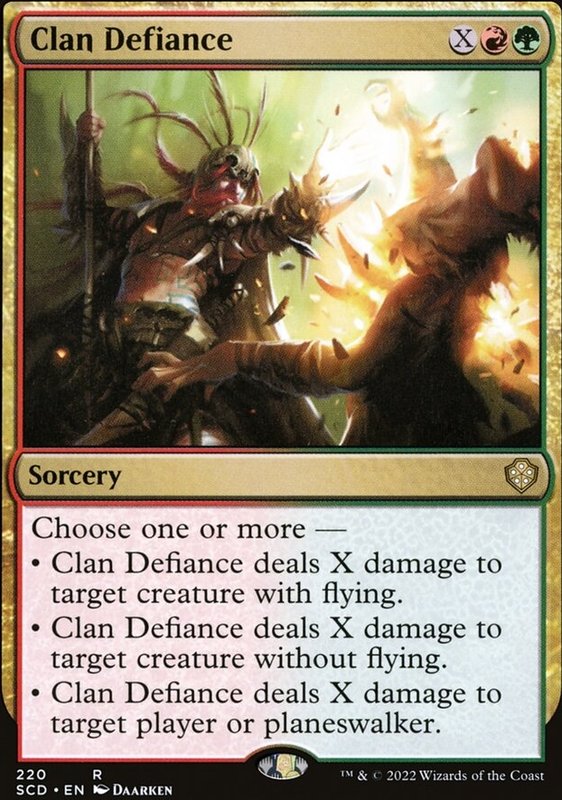 Clan Defiance X
Sorcery
Choose one or more —
• Clan Defiance deals X damage to
target creature with flying.
• Clan Defiance deals X damage to
target creature without flying.
• Clan Defiance deals X damage to
target player or planeswalker.
220 R
SCD • EN DAARKEN
™ & © 2022 Wizards of the Coast